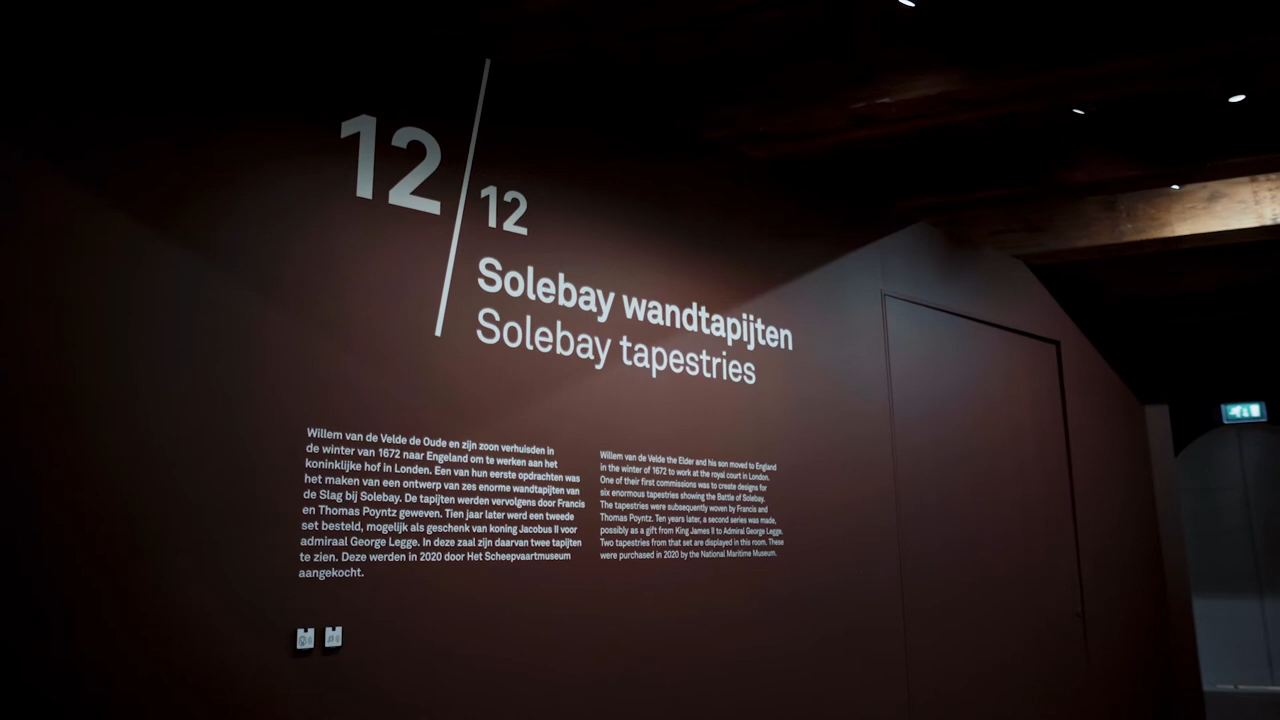 12
12
Solebay wandtapijten
Solebay tapestries
Willem van de Velde de Oude en zijn zoon verhuisden in
de winter van 1672 naar Engeland om te werken aan het
koninklijke hof in Londen. Een van hun eerste opdrachten was
het maken van een ontwerp van zes enorme wandtapijten van
de Slag bij Solebay. De tapijten werden vervolgens door Francis
en Thomas Poyntz geweven. Tien jaar later werd een tweede
set besteld, mogelijk als geschenk van koning Jacobus II voor
admiraal George Legge. In deze zaal zijn daarvan twee tapijten
te zien. Deze werden in 2020 door Het Scheepvaartmuseum
aangekocht.
Willem van de Velde the Elder and his son moved to England
in the winter of 1672 to work at the royal court in London.
One of their first commissions was to create designs for
six enormous tapestries showing the Battle of Solebay.
The tapestries were subsequently woven by Francis and
Thomas Poyntz. Ten years later, a second series was made,
possibly as a gift from King James II to Admiral George Legge.
Two tapestries from that set are displayed in this room. These
were purchased in 2020 by the National Maritime Museum.